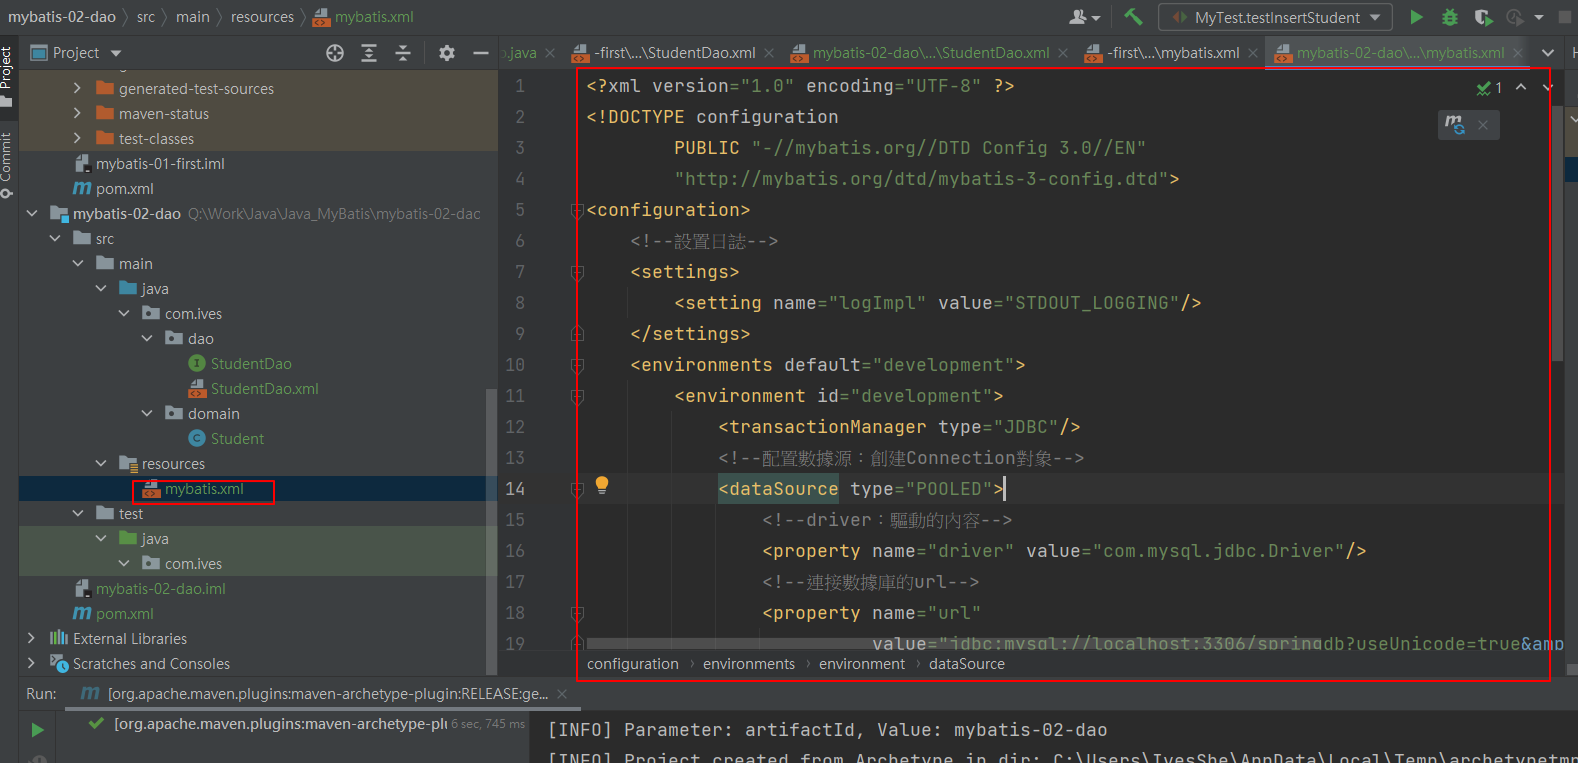 mybatis-02-dao src main resources mybatis.xml MyTest.testInsertStudent
Project
Commit
Project
generated-test-sources
maven-status
test-classes
mybatis-01-first.iml
pom.xml
mybatis-02-dao Q:\Work\Java\Java_MyBatis\mybatis-02-dao
src
main
java
com.ives
dao
StudentDao
StudentDao.xml
domain
Student
resources
mybatis.xml
test
java
com.ives
mybatis-02-dao.iml
pom.xml
External Libraries
Scratches and Consoles
.java -first\...\StudentDao.xml mybatis-02-dao\...\StudentDao.xml -first\...\mybatis.xml mybatis-02-dao\...\mybatis.xml
1
1 <?xml version="1.0" encoding="UTF-8" ?>
2 <!DOCTYPE configuration
3 PUBLIC "-//mybatis.org//DTD Config 3.0//EN"
4 "http://mybatis.org/dtd/mybatis-3-config.dtd">
5 <configuration>
6 <!--設置日誌-->
7 <settings>
8 <setting name="logImpl" value="STDOUT_LOGGING"/>
9 </settings>
10 <environments default="development">
11 <environment id="development">
12 <transactionManager type="JDBC"/>
13 <!--配置數據源：創建Connection對象-->
14 <dataSource type="POOLED">
15 <!--driver：驅動的內容-->
16 <property name="driver" value="com.mysql.jdbc.Driver"/>
17 <!--連接數據庫的url-->
18 <property name="url"
19 value="jdbc:mysql://localhost:3306/springdb?useUnicode=true&amp
configuration environments environment dataSource
Run: [org.apache.maven.plugins:maven-archetype-plugin:RELEASE:ge...
[org.apache.maven.plugins:maven-archetype-pl 6 sec, 745 ms
[INFO] Parameter: artifactId, Value: mybatis-02-dao
[INFO] Project created from Archetype in dir: C:\Users\IvesShe\AppData\Local\Temp\archetypetmp